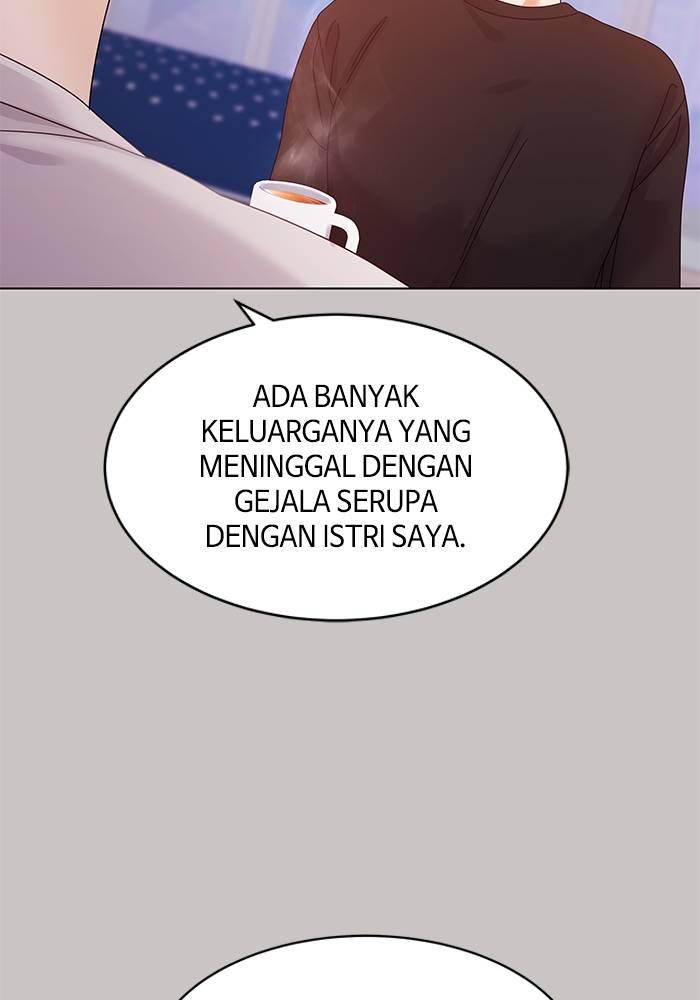 ADA BANYAK
KELUARGANYA YANG
MENINGGAL DENGAN
GEJALA SERUPA
DENGAN ISTRI SAYA.